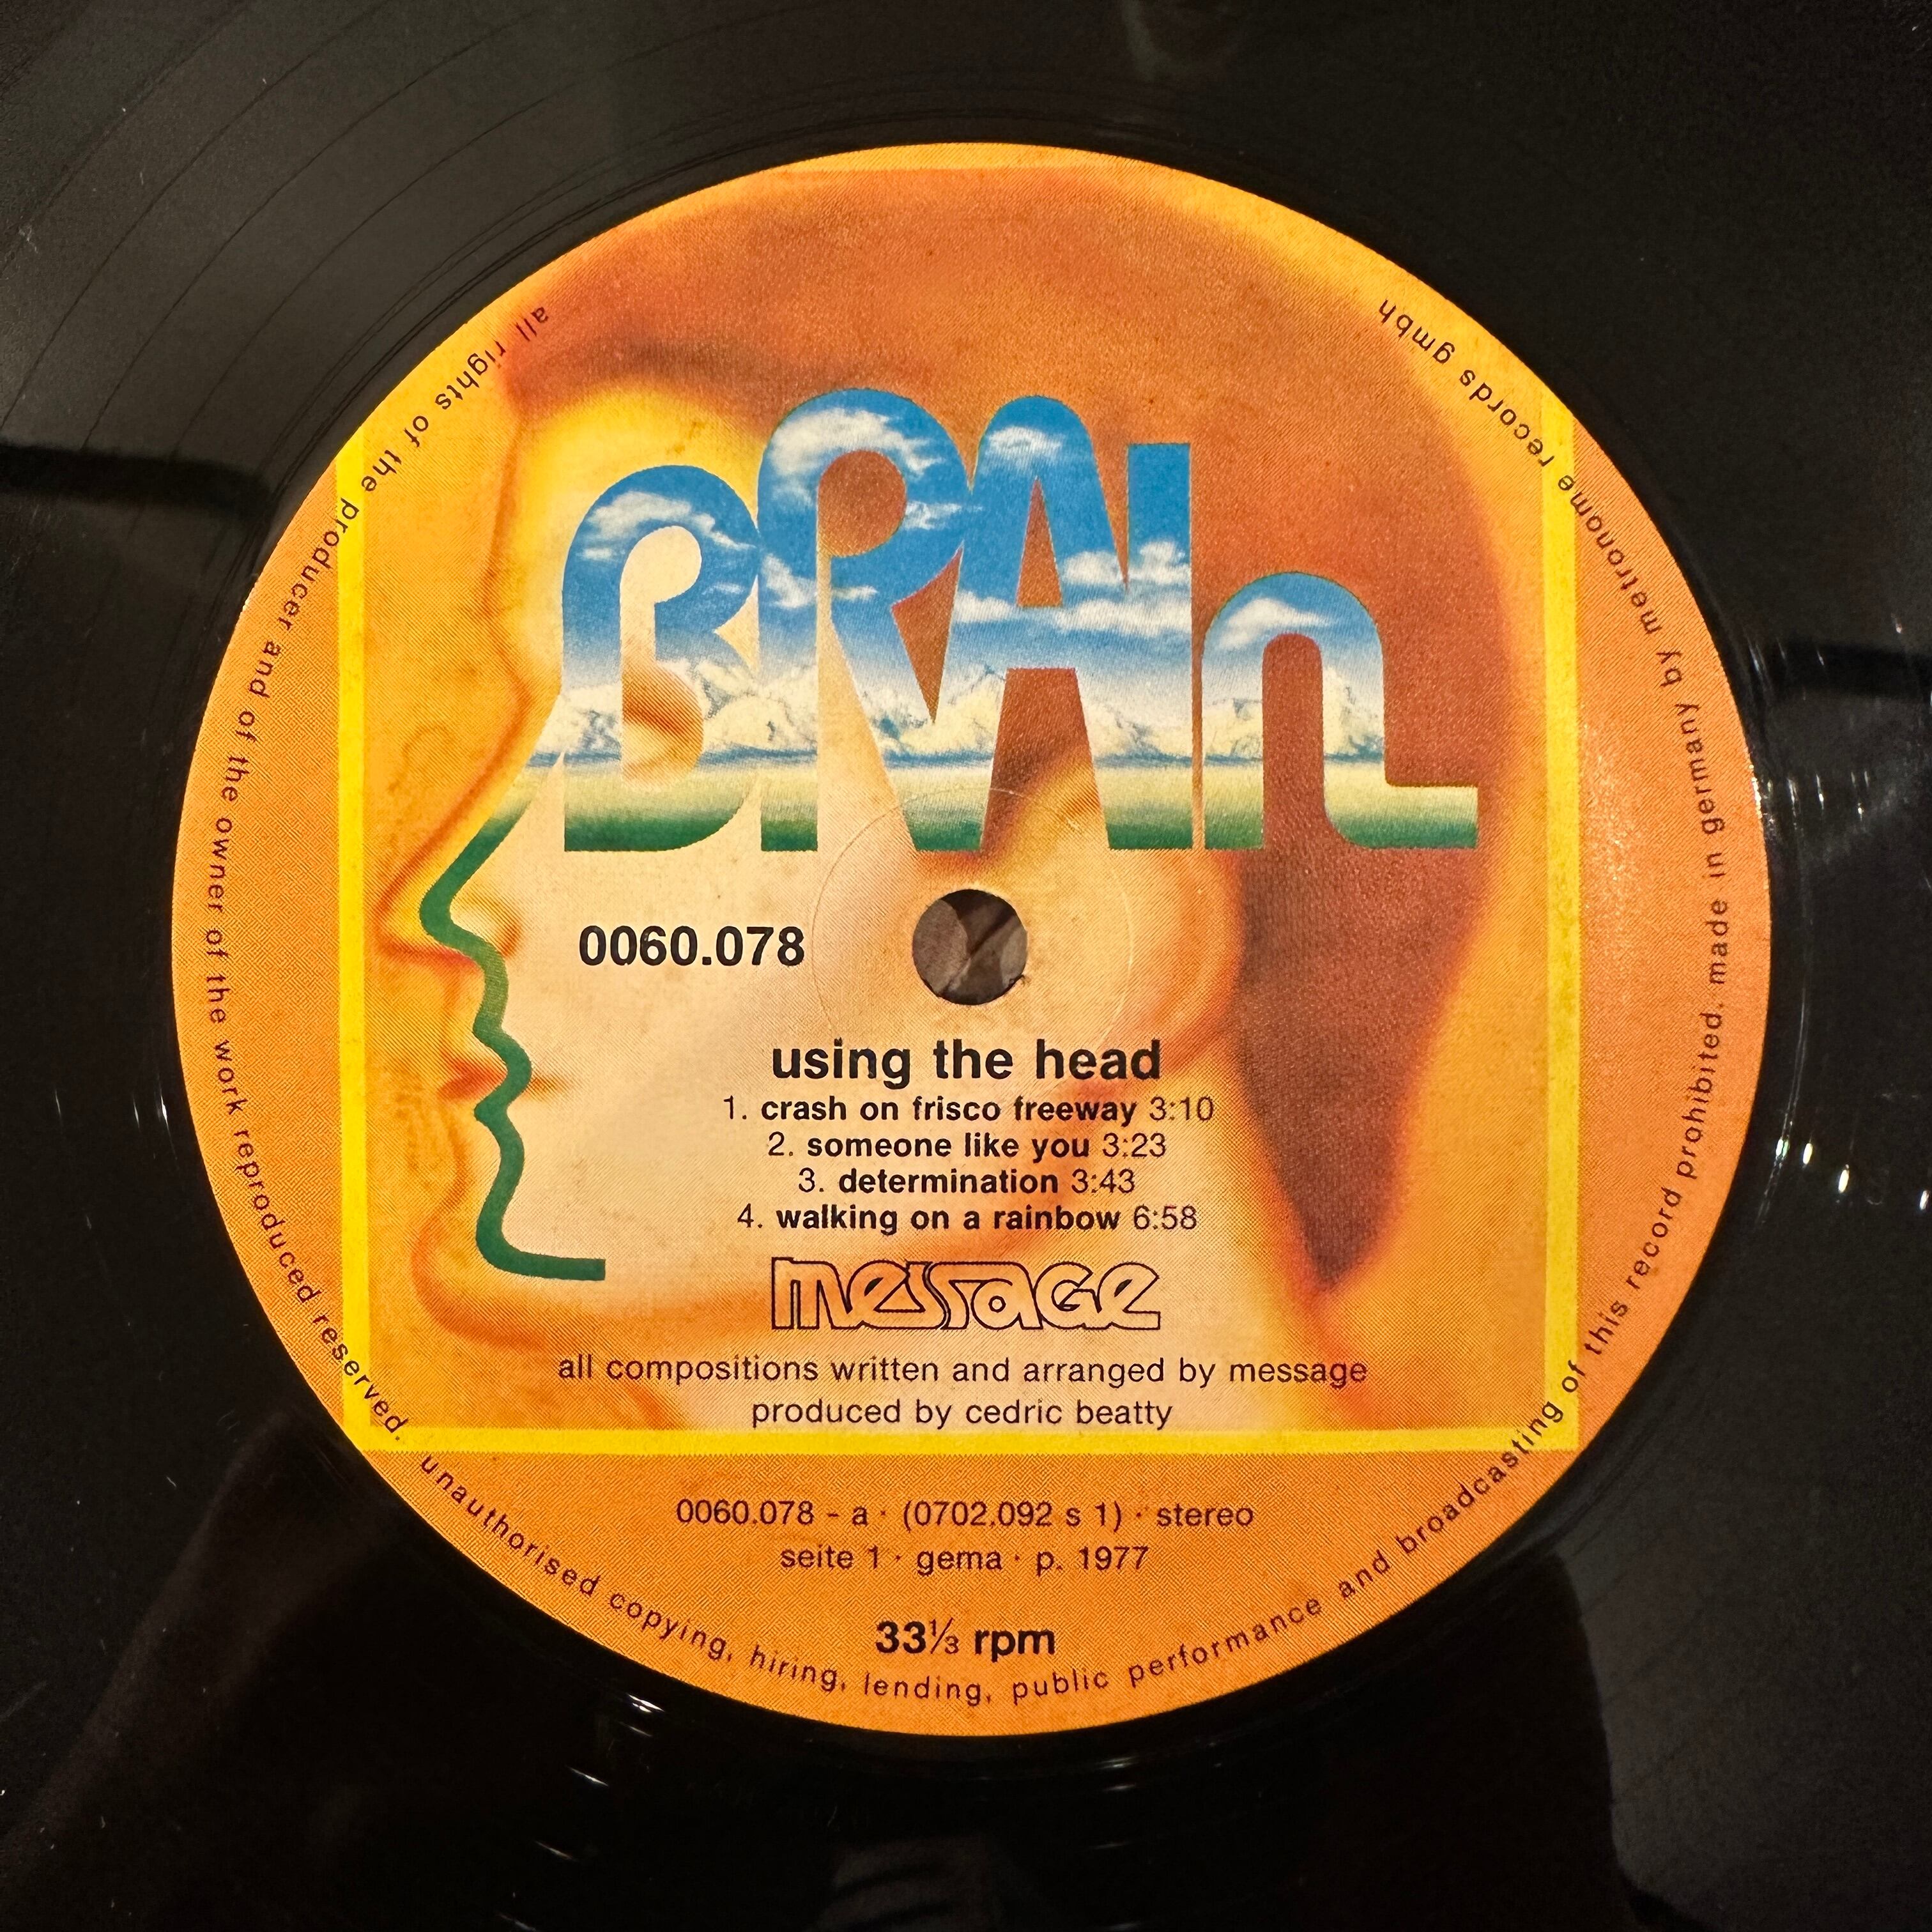 BRAIn
0060.078
using the head
1. crash on frisco freeway 3:10
2. someone like you 3:23
3. determination 3:43
4. walking on a rainbow 6:58
message
all compositions written and arranged by message
produced by cedric beatty
0060.078 - a · (0702.092 s 1) · stereo
seite 1 · gema · p. 1977
33⅓ rpm
all rights of the producer and of the owner of the work reproduced reserved. unauthorised copying, hiring, lending, public performance and broadcasting of this record prohibited. made in germany by metronome records gmbh